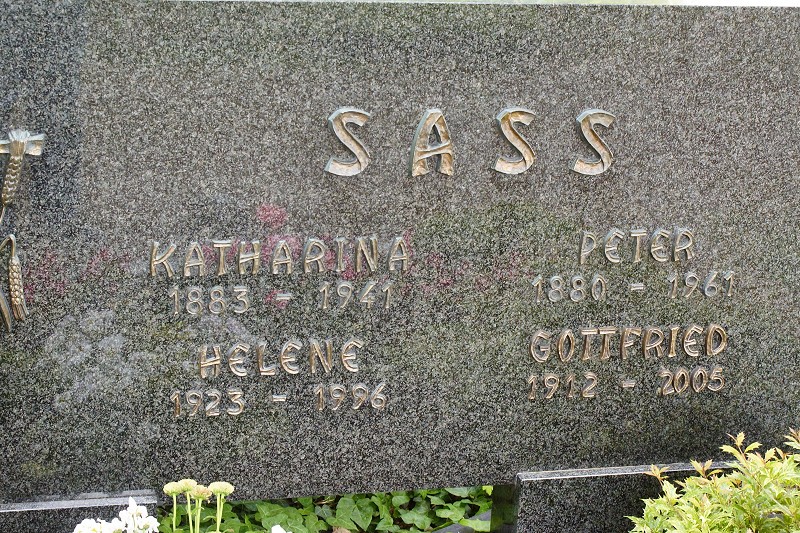 SASS
KATHARINA PETER
1883 – 1941 1880 – 1961
HELENE GOTTFRIED
1923 – 1996 1912 – 2005